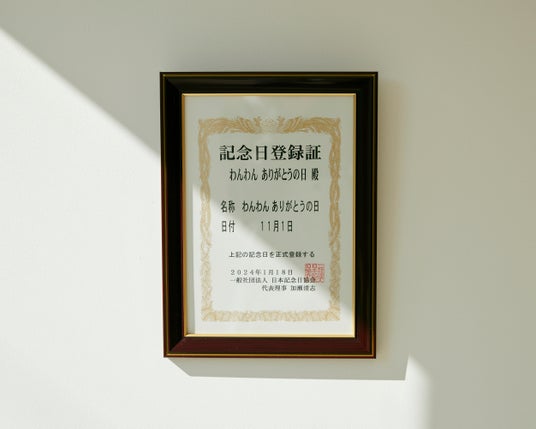 記念日登録証
わんわん ありがとうの日 殿
名称 わんわん ありがとうの日
日付 11月1日
上記の記念日を正式登録する
2024年1月18日
一般社団法人 日本記念日協会
代表理事 加瀬清志